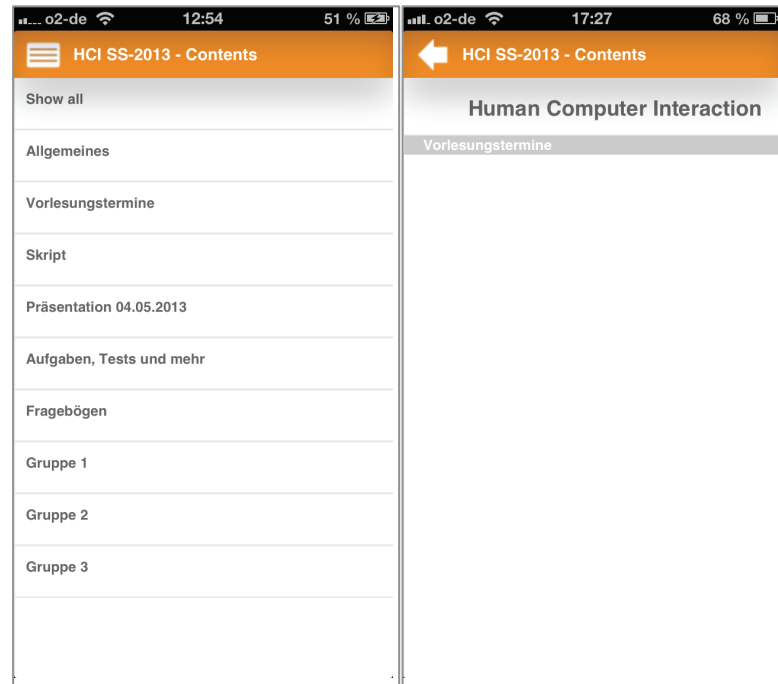 o2-de 12:54 51 %
HCI SS-2013 - Contents
Show all
Allgemeines
Vorlesungstermine
Skript
Präsentation 04.05.2013
Aufgaben, Tests und mehr
Fragebögen
Gruppe 1
Gruppe 2
Gruppe 3
o2-de 17:27 68 %
HCI SS-2013 - Contents
Human Computer Interaction
Vorlesungstermine